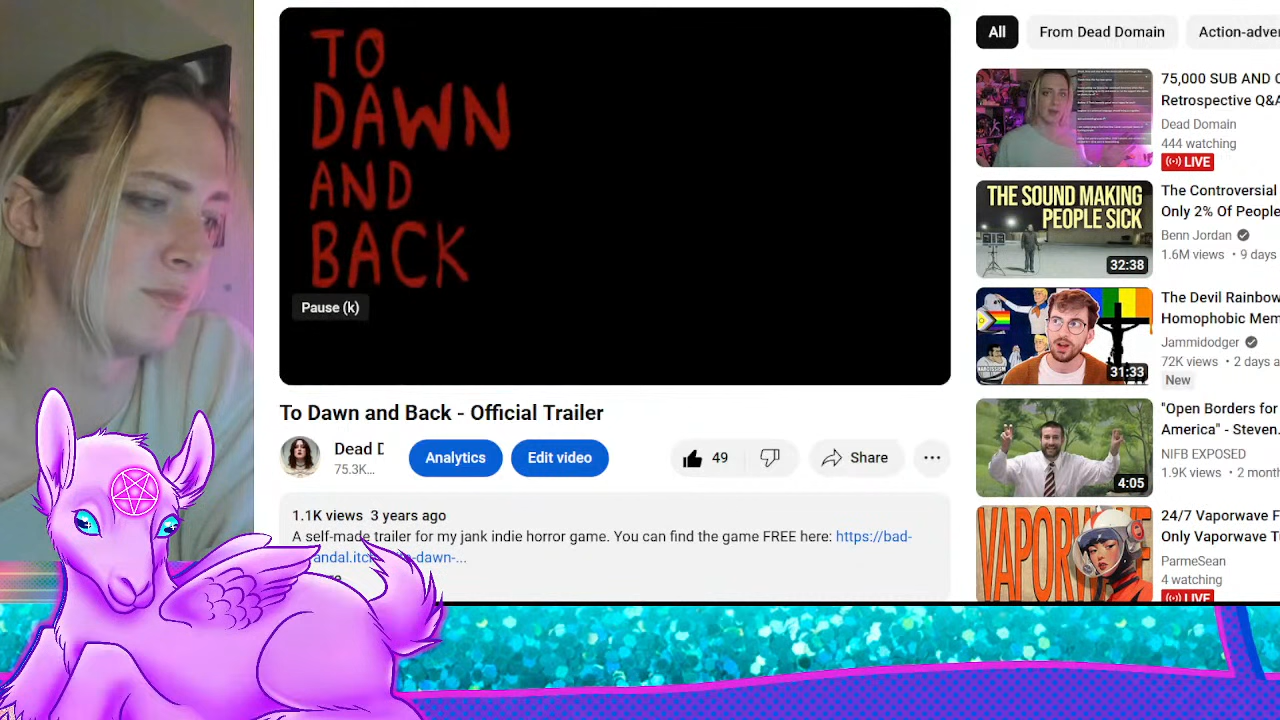 TO
DAWN
AND
BACK
Pause (k)
To Dawn and Back - Official Trailer
Dead D
75.3K...
Analytics
Edit video
49
Share
1.1K views 3 years ago
A self-made trailer for my jank indie horror game. You can find the game FREE here: https://bad-
andal.itc
dawn-...
All
From Dead Domain
Action-adve
75,000 SUB AND
Retrospective Q&A
Dead Domain
444 watching
LIVE
THE SOUND MAKING
PEOPLE SICK
32:38
The Controversial
Only 2% Of People
Benn Jordan
1.6M views • 9 days
31:33
The Devil Rainbow
Homophobic Mem
Jammidodger
72K views • 2 days a
New
4:05
"Open Borders for
America" - Steven.
NIFB EXPOSED
1.9K views • 2 mont
VAPORWAVE
24/7 Vaporwave F
Only Vaporwave T
ParmeSean
4 watching
LIVE